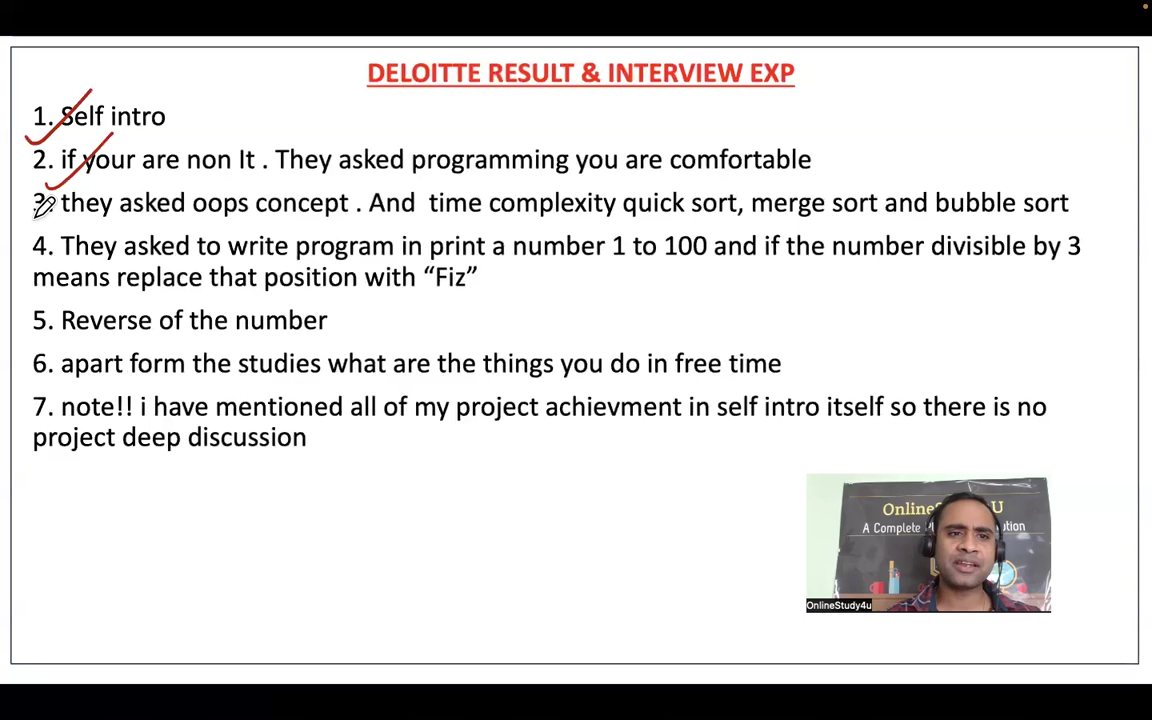 DELOITTE RESULT & INTERVIEW EXP
1. Self intro
2. if your are non It . They asked programming you are comfortable
3. they asked oops concept . And time complexity quick sort, merge sort and bubble sort
4. They asked to write program in print a number 1 to 100 and if the number divisible by 3
means replace that position with “Fiz”
5. Reverse of the number
6. apart form the studies what are the things you do in free time
7. note!! i have mentioned all of my project achievment in self intro itself so there is no
project deep discussion
A Complete
OnlineStudy4u